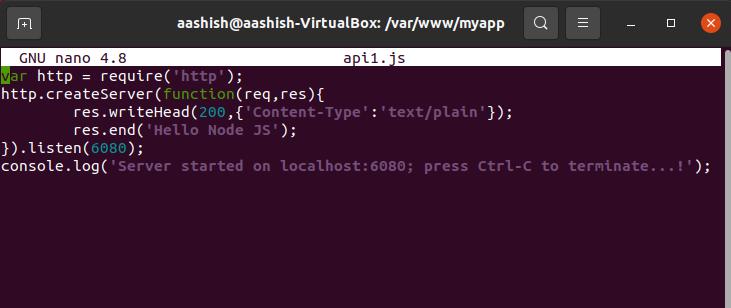 aashish@aashish-VirtualBox: /var/www/myapp
GNU nano 4.8 api1.js
var http = require('http');
http.createServer(function(req,res){
        res.writeHead(200,{'Content-Type':'text/plain'});
        res.end('Hello Node JS');
}).listen(6080);
console.log('Server started on localhost:6080; press Ctrl-C to terminate...!');